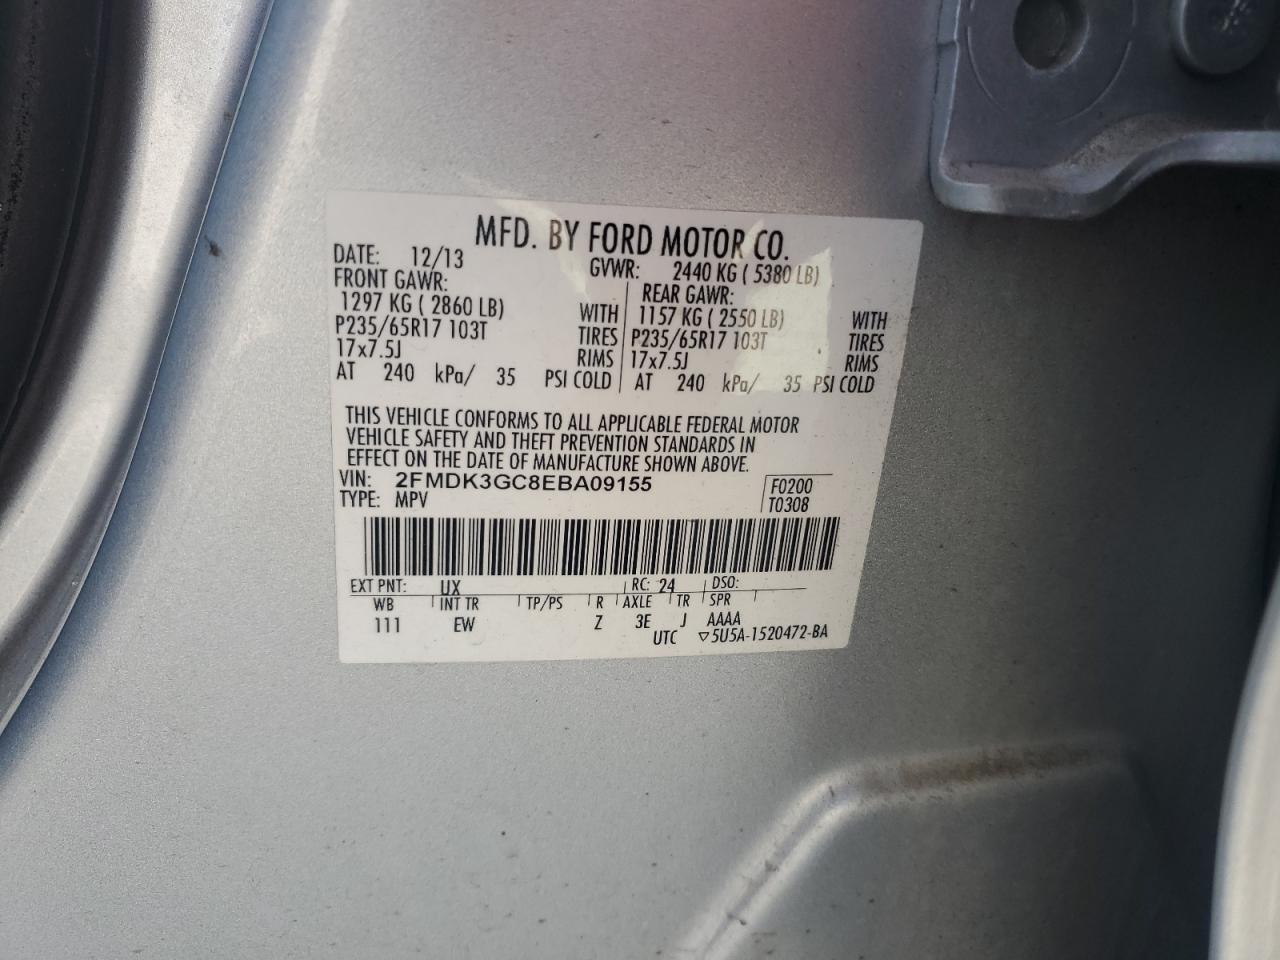 MFD. BY FORD MOTOR CO.
DATE: 12/13 GVWR: 2440 KG ( 5380 LB)
FRONT GAWR: REAR GAWR:
1297 KG ( 2860 LB) WITH 1157 KG ( 2550 LB) WITH
P235/65R17 103T TIRES P235/65R17 103T TIRES
17x7.5J RIMS 17x7.5J RIMS
AT 240 kPa/ 35 PSI COLD AT 240 kPa/ 35 PSI COLD
THIS VEHICLE CONFORMS TO ALL APPLICABLE FEDERAL MOTOR
VEHICLE SAFETY AND THEFT PREVENTION STANDARDS IN
EFFECT ON THE DATE OF MANUFACTURE SHOWN ABOVE.
VIN: 2FMDK3GC8EBA09155 F0200
TYPE: MPV T0308
EXT PNT: UX RC: 24 DSO:
WB INT TR TP/PS R AXLE TR SPR
111 EW Z 3E J AAAA
UTC ▽5U5A-1520472-BA